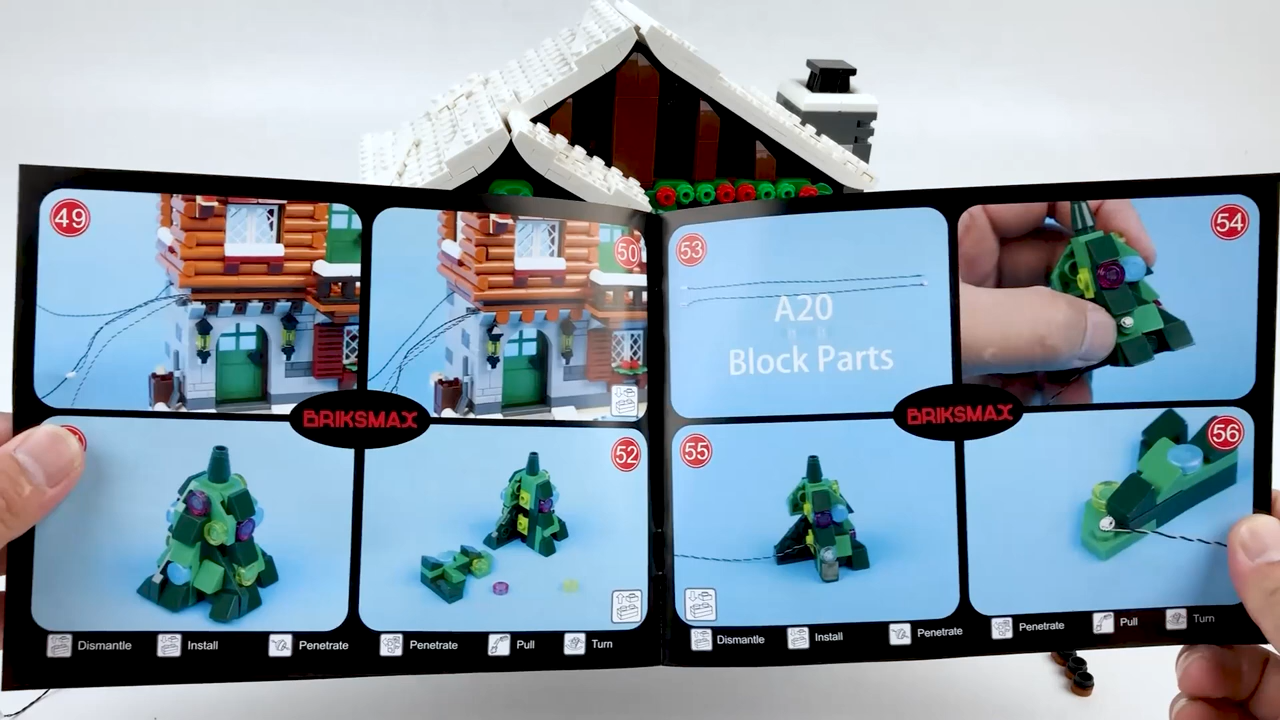 49
50
53
A20
Block Parts
54
BRIKSMAX
BRIKSMAX
52
55
56
Dismantle
Install
Penetrate
Penetrate
Pull
Turn
Dismantle
Install
Penetrate
Penetrate
Pull
Turn